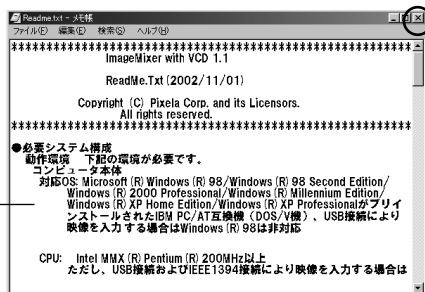 Readme.txt - メモ帳
ファイル(F) 編集(E) 検索(S) ヘルプ(H)
******************************************************
ImageMixer with VCD 1.1
ReadMe.Txt (2002/11/01)
Copyright (C) Pixela Corp. and its Licensors.
All rights reserved.
******************************************************
●必要システム構成
動作環境 下記の環境が必要です。
コンピュータ本体
対応OS: Microsoft (R) Windows (R) 98/Windows (R) 98 Second Edition/
Windows (R) 2000 Professional/Windows (R) Millennium Edition/
Windows (R) XP Home Edition/Windows (R) XP Professionalがプリイ
ンストールされたIBM PC/AT互換機 (DOS/V機) 、USB接続により
映像を入力する場合はWindows (R) 98は非対応
CPU: Intel MMX (R) Pentium (R) 200MHz以上
ただし、USB接続およびIEEE1394接続により映像を入力する場合は